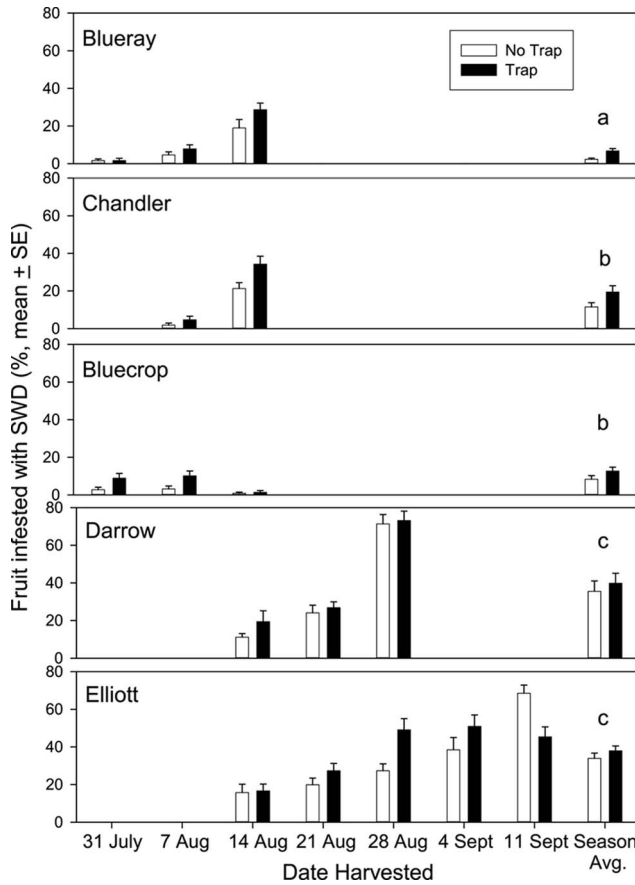 Fruit infested with SWD (%, mean ± SE)
No Trap
Trap
Blueray
80
60
40
20
0
a
Chandler
80
60
40
20
0
b
Bluecrop
80
60
40
20
0
b
Darrow
80
60
40
20
0
c
Elliott
80
60
40
20
0
c
31 July 7 Aug 14 Aug 21 Aug 28 Aug 4 Sept 11 Sept Season
Avg.
Date Harvested